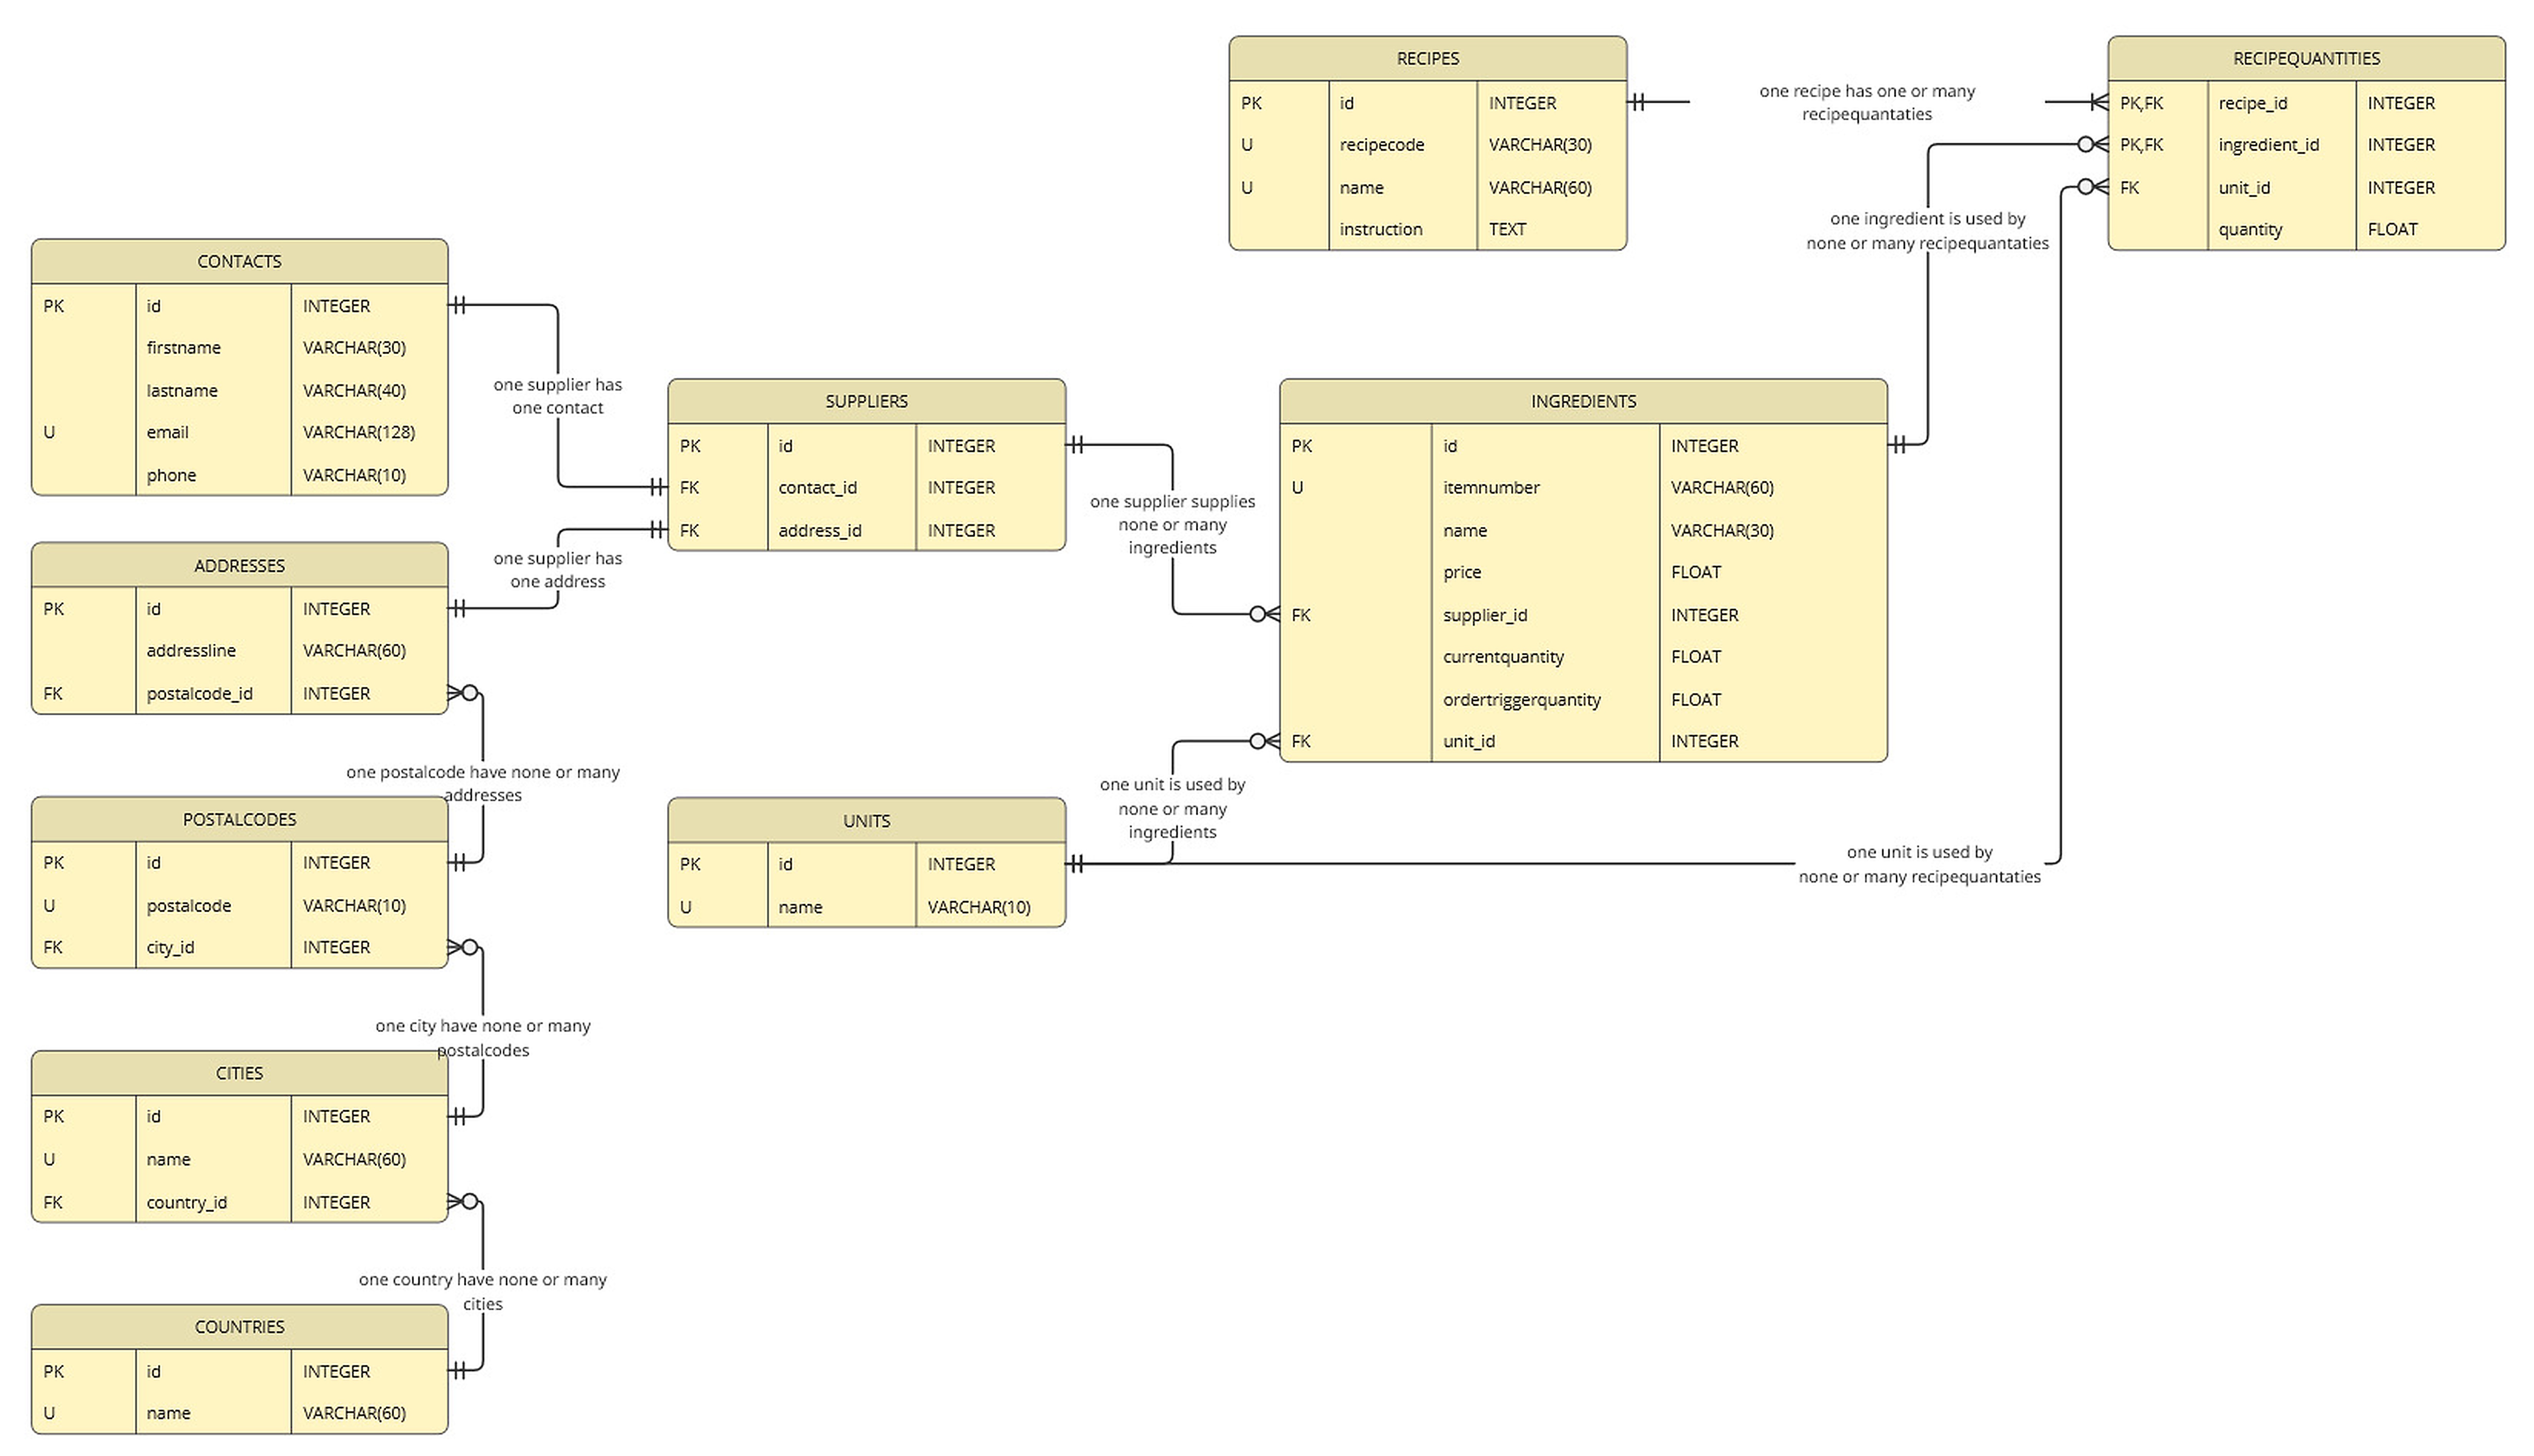 RECIPES
PK id INTEGER
U recipecode VARCHAR(30)
U name VARCHAR(60)
instruction TEXT
one recipe has one or many
recipequantaties
RECIPEQUANTITIES
PK,FK recipe_id INTEGER
PK,FK ingredient_id INTEGER
FK unit_id INTEGER
quantity FLOAT
one ingredient is used by
none or many recipequantaties
CONTACTS
PK id INTEGER
firstname VARCHAR(30)
lastname VARCHAR(40)
U email VARCHAR(128)
phone VARCHAR(10)
one supplier has
one contact
SUPPLIERS
PK id INTEGER
FK contact_id INTEGER
FK address_id INTEGER
one supplier supplies
none or many
ingredients
INGREDIENTS
PK id INTEGER
U itemnumber VARCHAR(60)
name VARCHAR(30)
price FLOAT
FK supplier_id INTEGER
currentquantity FLOAT
ordertriggerquantity FLOAT
FK unit_id INTEGER
one supplier has
one address
ADDRESSES
PK id INTEGER
addressline VARCHAR(60)
FK postalcode_id INTEGER
one postalcode have none or many
addresses
POSTALCODES
PK id INTEGER
U postalcode VARCHAR(10)
FK city_id INTEGER
UNITS
PK id INTEGER
U name VARCHAR(10)
one unit is used by
none or many
ingredients
one unit is used by
none or many recipequantaties
one city have none or many
postalcodes
CITIES
PK id INTEGER
U name VARCHAR(60)
FK country_id INTEGER
one country have none or many
cities
COUNTRIES
PK id INTEGER
U name VARCHAR(60)